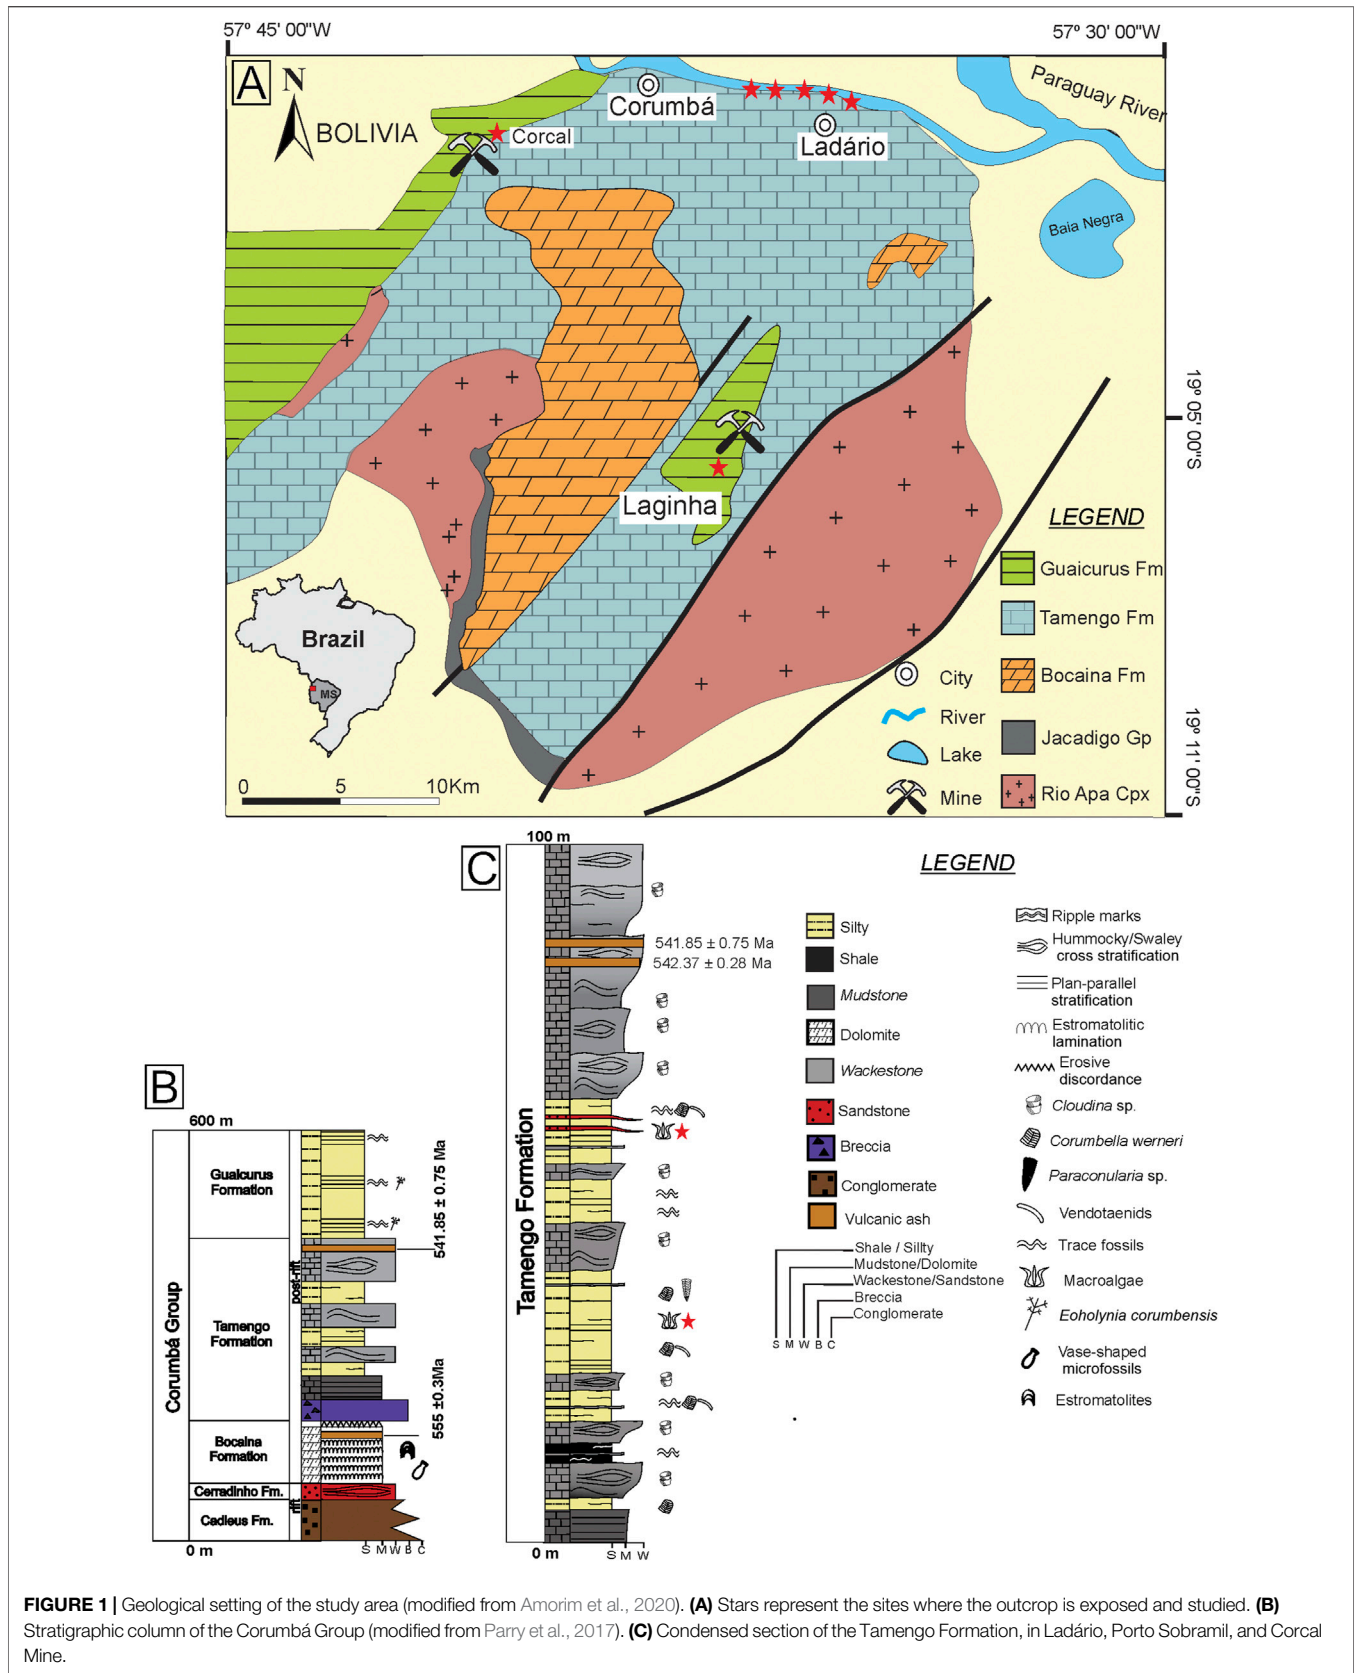 57º 45' 00"W
57º 30' 00"W
A
N
BOLIVIA
Corcal
Corumbá
Ladário
Paraguay River
Baia Negra
19º 05' 00"S
Laginha
LEGEND
Guaicurus Fm
Tamengo Fm
Bocaina Fm
Jacadigo Gp
Rio Apa Cpx
City
River
Lake
Mine
Brazil
MS
0 5 10Km
19º 11' 00"S
B
600 m
Corumbá Group
Guaicurus
Formation
Tamengo
Formation
Bocaina
Formation
Cerradinho Fm.
Cadieus Fm.
post-rift
rift
541.85 ± 0.75 Ma
555 ±0.3Ma
0 m
S M W B C
C
100 m
Tamengo Formation
541.85 ± 0.75 Ma
542.37 ± 0.28 Ma
0 m
S M W
LEGEND
Silty
Shale
Mudstone
Dolomite
Wackestone
Sandstone
Breccia
Conglomerate
Vulcanic ash
Shale / Sillty
Mudstone/Dolomite
Wackestone/Sandstone
Breccia
Conglomerate
S M W B C
Ripple marks
Hummocky/Swaley
cross stratification
Plan-parallel
stratification
Estromatolitic
lamination
Erosive
discordance
Cloudina sp.
Corumbella werneri
Paraconularia sp.
Vendotaenids
Trace fossils
Macroalgae
Eoholynia corumbensis
Vase-shaped
microfossils
Estromatolites
FIGURE 1 | Geological setting of the study area (modified from Amorim et al., 2020). (A) Stars represent the sites where the outcrop is exposed and studied. (B)
Stratigraphic column of the Corumbá Group (modified from Parry et al., 2017). (C) Condensed section of the Tamengo Formation, in Ladário, Porto Sobramil, and Corcal
Mine.